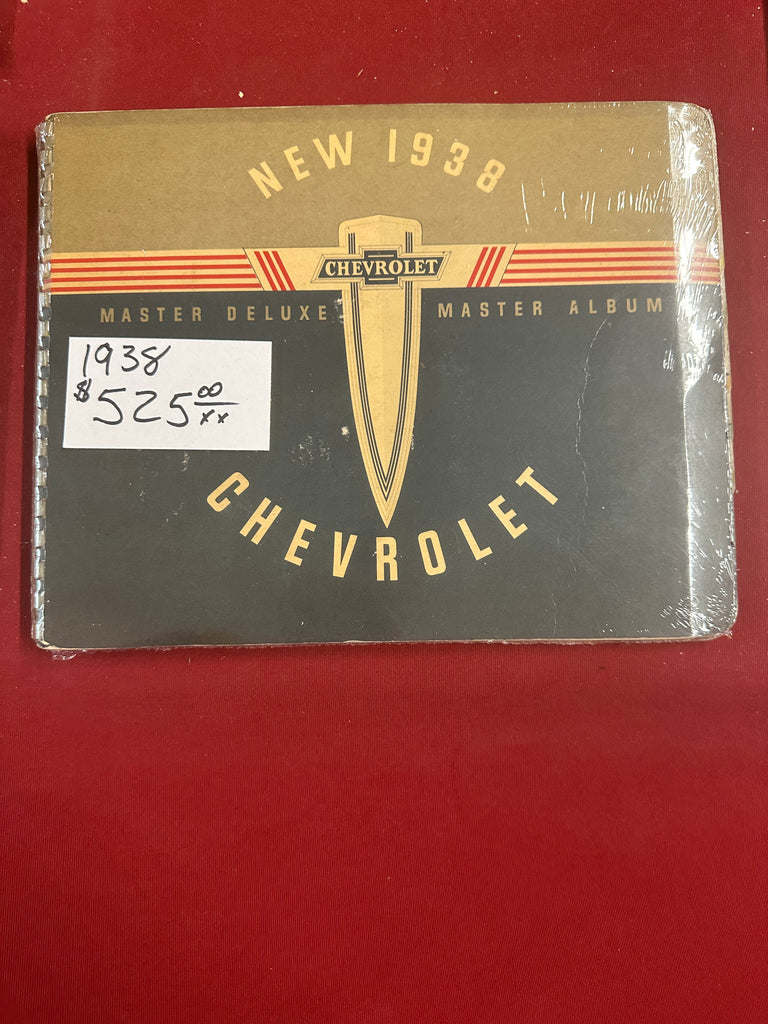 NEW 1938
CHEVROLET
MASTER DELUXE MASTER ALBUM
1938
$525 00/xx
CHEVROLET